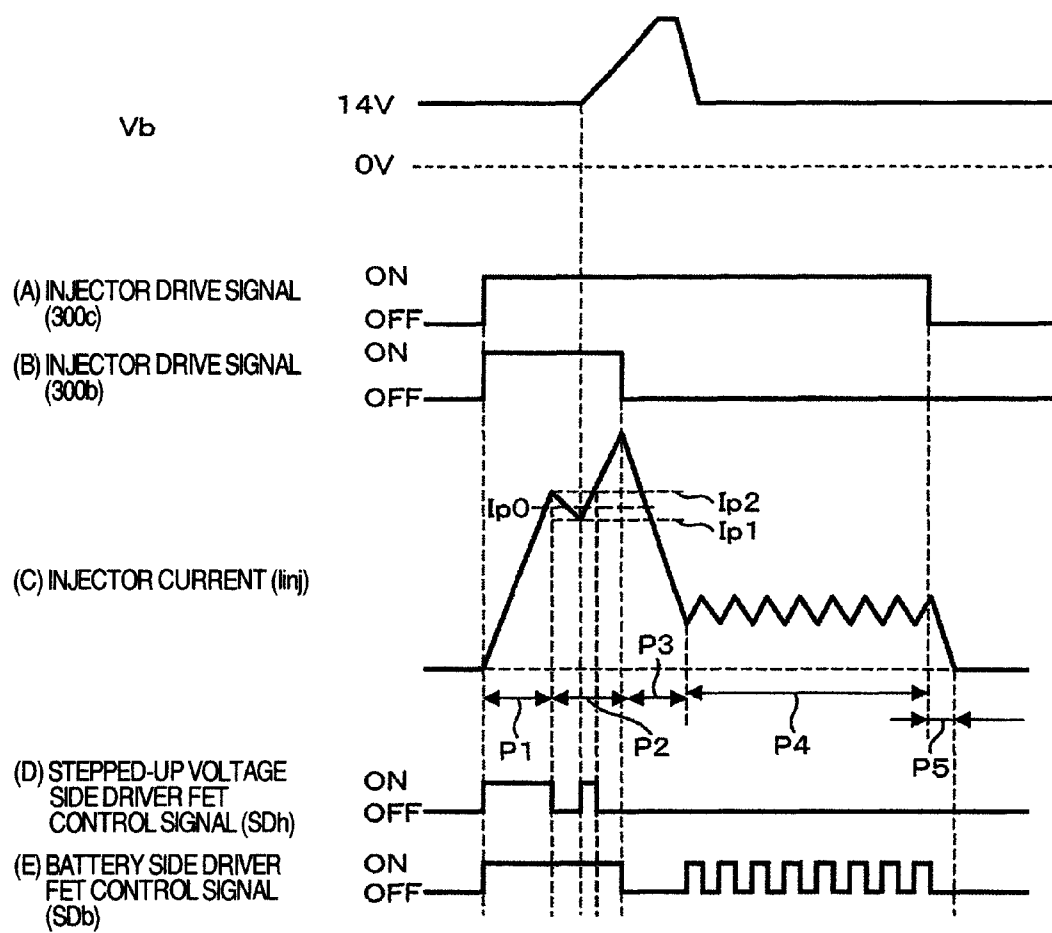 14V
Vb
0V
(A) INJECTOR DRIVE SIGNAL
(300c)
ON
OFF
(B) INJECTOR DRIVE SIGNAL
(300b)
ON
OFF
Ip0
Ip2
Ip1
(C) INJECTOR CURRENT (Iinj)
P1
P2
P3
P4
P5
(D) STEPPED-UP VOLTAGE
SIDE DRIVER FET
CONTROL SIGNAL (SDh)
ON
OFF
(E) BATTERY SIDE DRIVER
FET CONTROL SIGNAL
(SDb)
ON
OFF